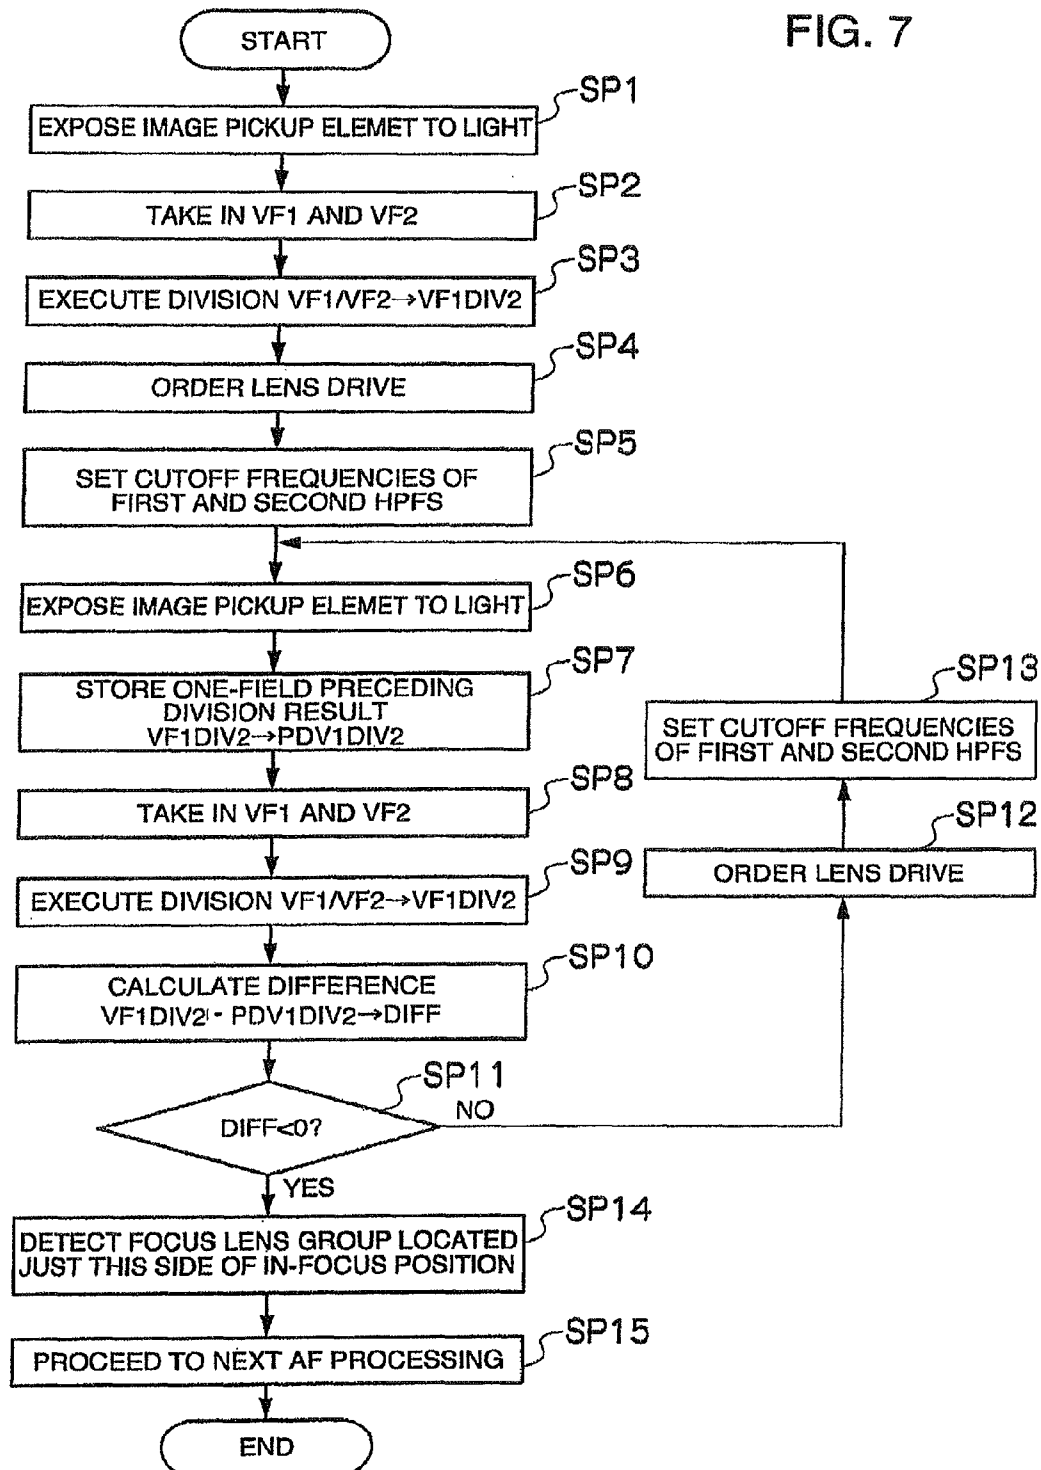 FIG. 7
START
SP1
EXPOSE IMAGE PICKUP ELEMET TO LIGHT
SP2
TAKE IN VF1 AND VF2
SP3
EXECUTE DIVISION VF1/VF2→VF1DIV2
SP4
ORDER LENS DRIVE
SP5
SET CUTOFF FREQUENCIES OF
FIRST AND SECOND HPFS
SP6
EXPOSE IMAGE PICKUP ELEMET TO LIGHT
SP7
STORE ONE-FIELD PRECEDING
DIVISION RESULT
VF1DIV2→PDV1DIV2
SP8
TAKE IN VF1 AND VF2
SP9
EXECUTE DIVISION VF1/VF2→VF1DIV2
SP10
CALCULATE DIFFERENCE
VF1DIV2 - PDV1DIV2→DIFF
SP11
DIFF<0?
NO
YES
SP13
SET CUTOFF FREQUENCIES
OF FIRST AND SECOND HPFS
SP12
ORDER LENS DRIVE
SP14
DETECT FOCUS LENS GROUP LOCATED
JUST THIS SIDE OF IN-FOCUS POSITION
SP15
PROCEED TO NEXT AF PROCESSING
END